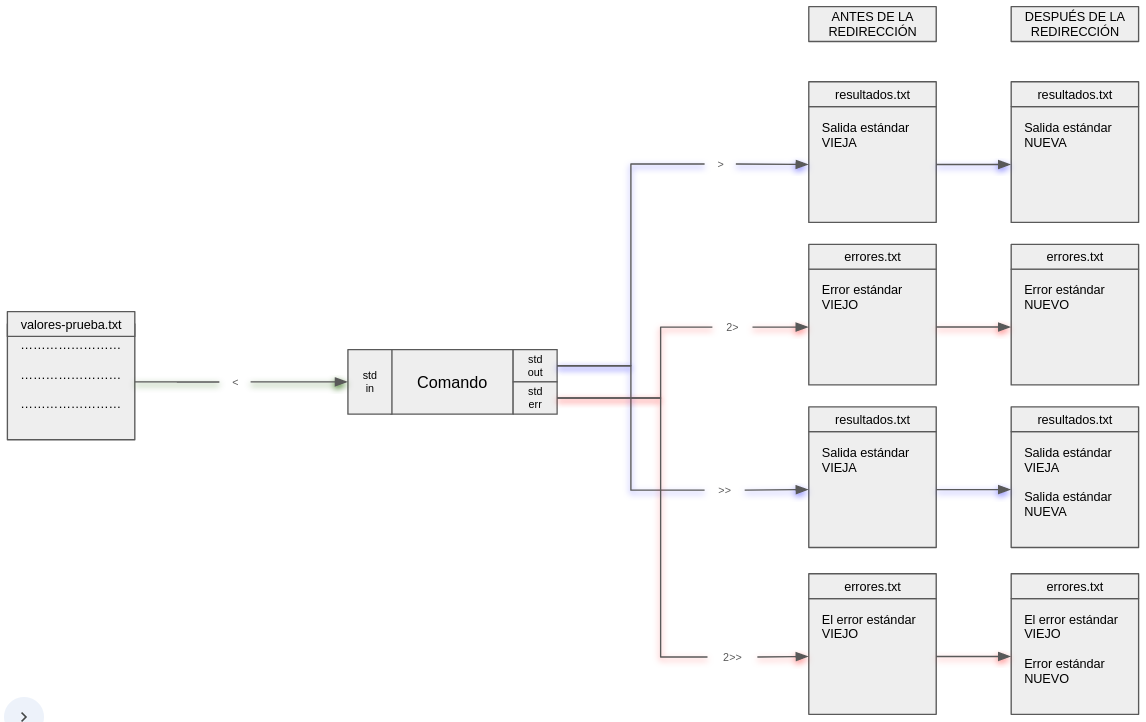 ANTES DE LA
REDIRECCIÓN
DESPUÉS DE LA
REDIRECCIÓN
resultados.txt
Salida estándar
VIEJA
resultados.txt
Salida estándar
NUEVA
>
errores.txt
Error estándar
VIEJO
errores.txt
Error estándar
NUEVO
2>
valores-prueba.txt
........................
........................
........................
<
std
in
Comando
std
out
std
err
resultados.txt
Salida estándar
VIEJA
resultados.txt
Salida estándar
VIEJA
Salida estándar
NUEVA
>>
errores.txt
El error estándar
VIEJO
errores.txt
El error estándar
VIEJO
Error estándar
NUEVO
2>>